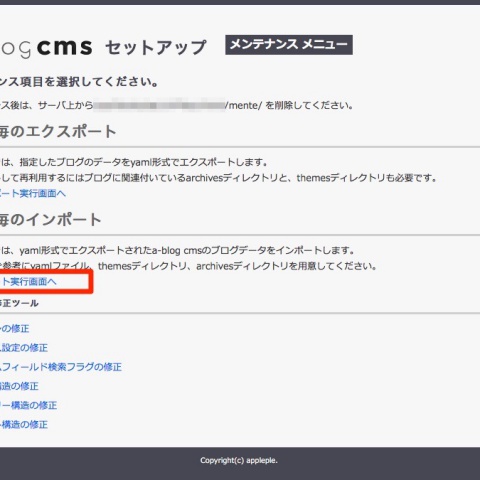 log cms セットアップ メンテナンス メニュー
ンス項目を選択してください。
ス後は、サーバ上から /mente/ を削除してください。
毎のエクスポート
は、指定したブログのデータをyaml形式でエクスポートします。
して再利用するにはブログに関連付いているarchivesディレクトリと、themesディレクトリも必要です。
ポート実行画面へ
毎のインポート
は、yaml形式でエクスポートされたa-blog cmsのブログデータをインポートします。
参考にyamlファイル、themesディレクトリ、archivesディレクトリを用意してください。
ート実行画面へ
修正ツール
の修正
設定の修正
フィールド検索フラグの修正
構造の修正
リー構造の修正
構造の修正
Copyright(c) appleple.